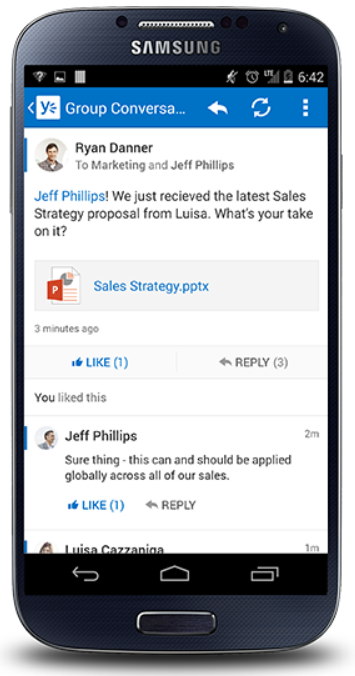 SAMSUNG
6:42
Group Conversa...
Ryan Danner
To Marketing and Jeff Phillips
Jeff Phillips! We just recieved the latest Sales
Strategy proposal from Luisa. What's your take
on it?
Sales Strategy.pptx
3 minutes ago
LIKE (1) REPLY (3)
You liked this
Jeff Phillips 2m
Sure thing - this can and should be applied
globally across all of our sales.
LIKE (1) REPLY
Luisa Cazzaniga 1m